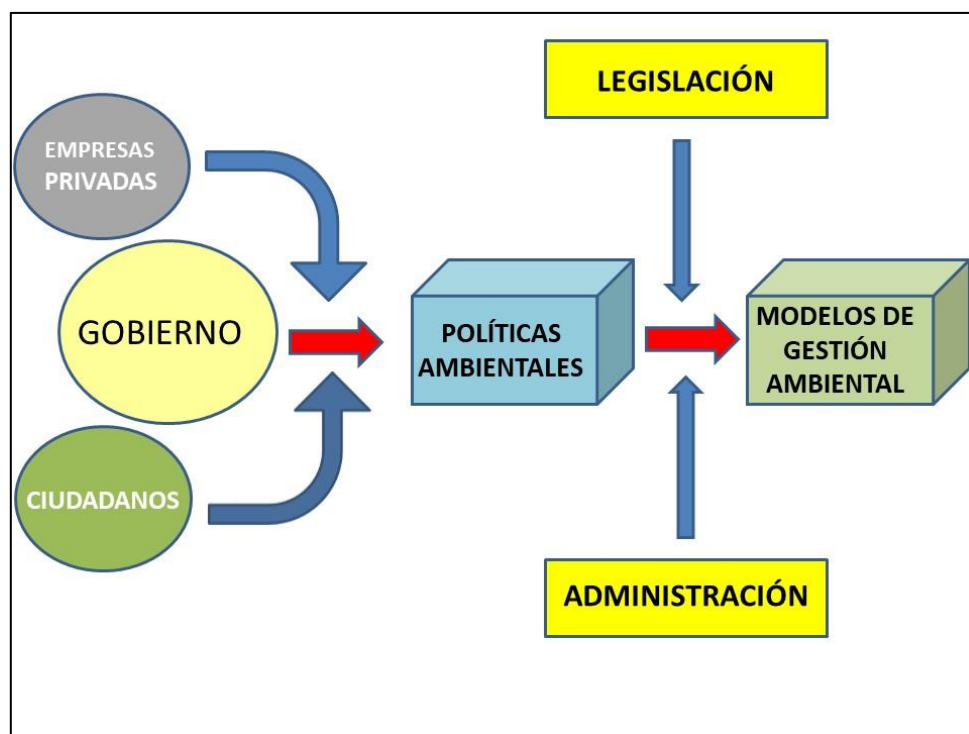 EMPRESAS
PRIVADAS
GOBIERNO
CIUDADANOS
POLÍTICAS
AMBIENTALES
LEGISLACIÓN
ADMINISTRACIÓN
MODELOS DE
GESTIÓN
AMBIENTAL